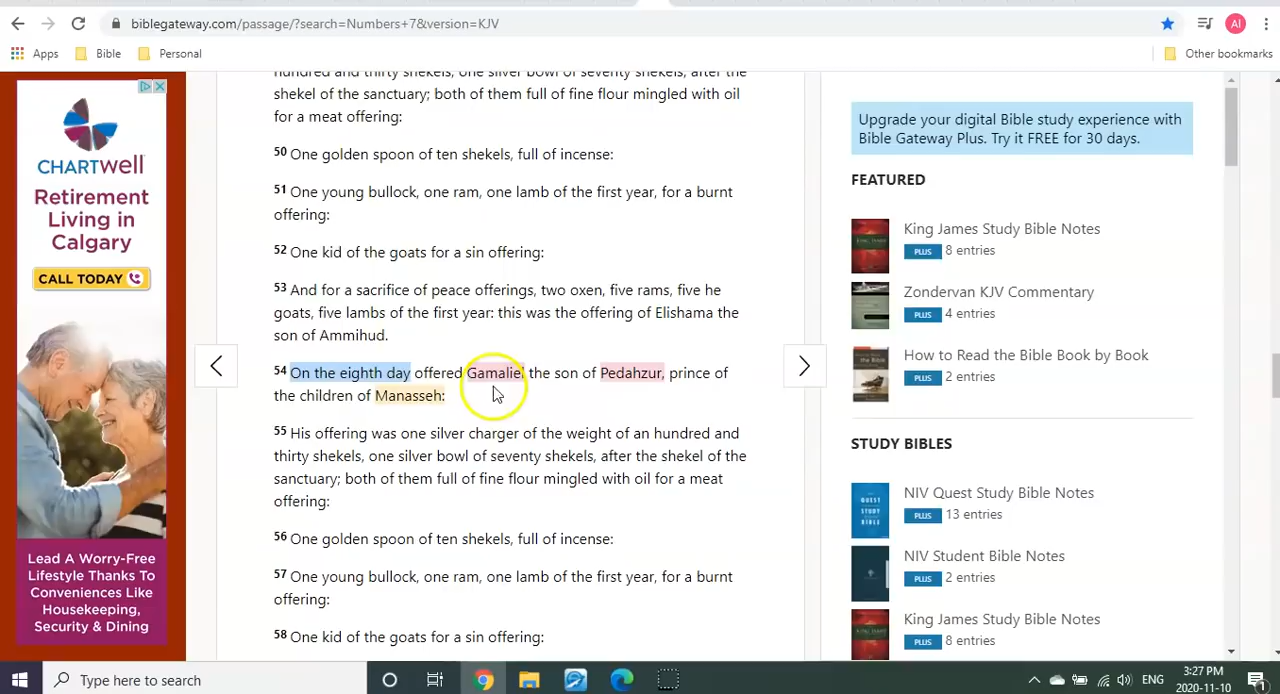 biblegateway.com/passage/?search=Numbers+7&version=KJV
AI
Apps
Bible
Personal
Other bookmarks
CHARTWELL
Retirement
Living in
Calgary
CALL TODAY
Lead A Worry-Free
Lifestyle Thanks To
Conveniences Like
Housekeeping,
Security & Dining
hundred and thirty shekels, one silver bowl of seventy shekels, after the
shekel of the sanctuary; both of them full of fine flour mingled with oil
for a meat offering:
50 One golden spoon of ten shekels, full of incense:
51 One young bullock, one ram, one lamb of the first year, for a burnt
offering:
52 One kid of the goats for a sin offering:
53 And for a sacrifice of peace offerings, two oxen, five rams, five he
goats, five lambs of the first year: this was the offering of Elishama the
son of Ammihud.
54 On the eighth day offered Gamaliel the son of Pedahzur, prince of
the children of Manasseh:
55 His offering was one silver charger of the weight of an hundred and
thirty shekels, one silver bowl of seventy shekels, after the shekel of the
sanctuary; both of them full of fine flour mingled with oil for a meat
offering:
56 One golden spoon of ten shekels, full of incense:
57 One young bullock, one ram, one lamb of the first year, for a burnt
offering:
58 One kid of the goats for a sin offering:
Upgrade your digital Bible study experience with
Bible Gateway Plus. Try it FREE for 30 days.
FEATURED
King James Study Bible Notes
PLUS 8 entries
Zondervan KJV Commentary
PLUS 4 entries
How to Read the Bible Book by Book
PLUS 2 entries
STUDY BIBLES
NIV Quest Study Bible Notes
PLUS 13 entries
NIV Student Bible Notes
PLUS 2 entries
King James Study Bible Notes
PLUS 8 entries
Type here to search
ENG
3:27 PM
2020-11-10
1